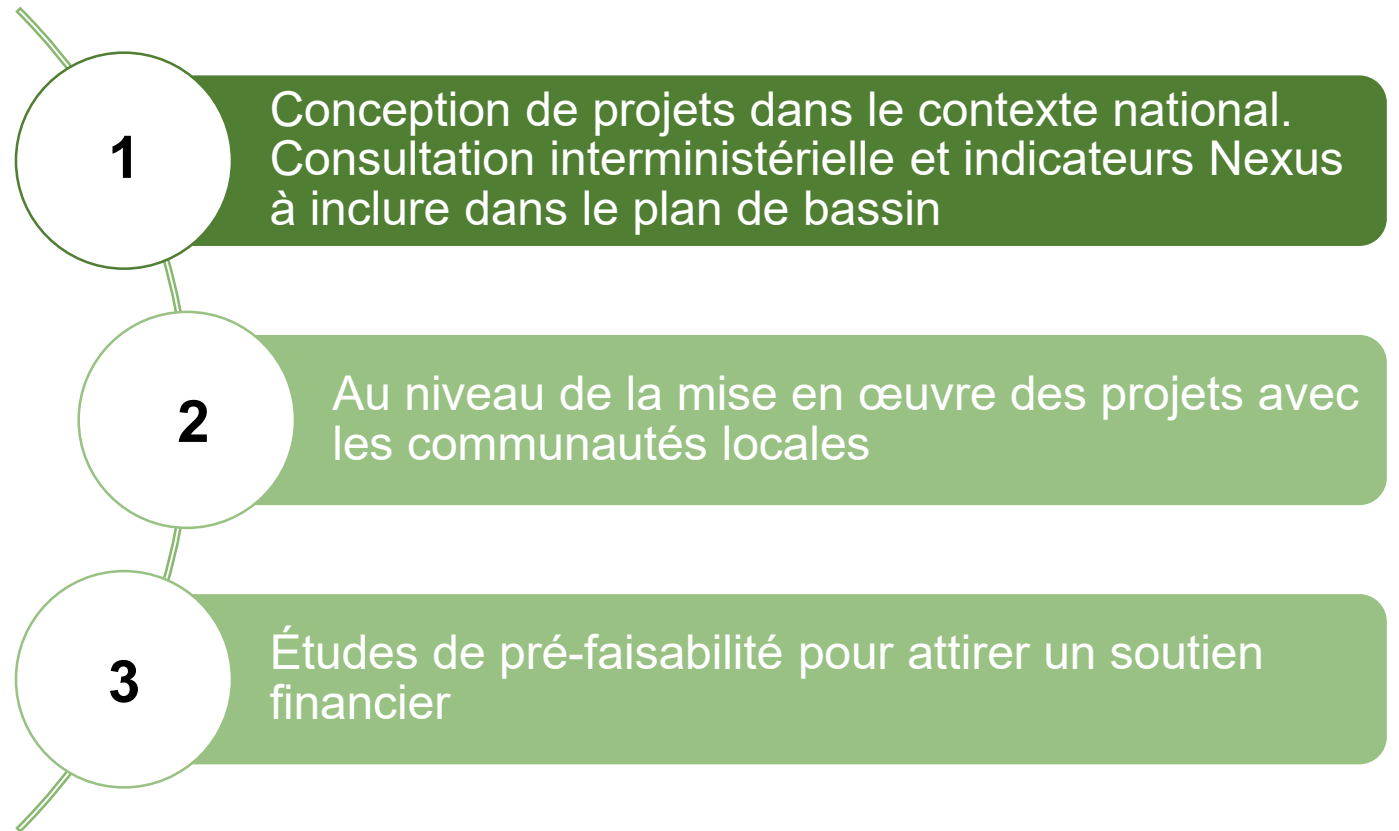 1
Conception de projets dans le contexte national.
Consultation interministérielle et indicateurs Nexus
à inclure dans le plan de bassin
2
Au niveau de la mise en œuvre des projets avec
les communautés locales
3
Études de pré-faisabilité pour attirer un soutien
financier